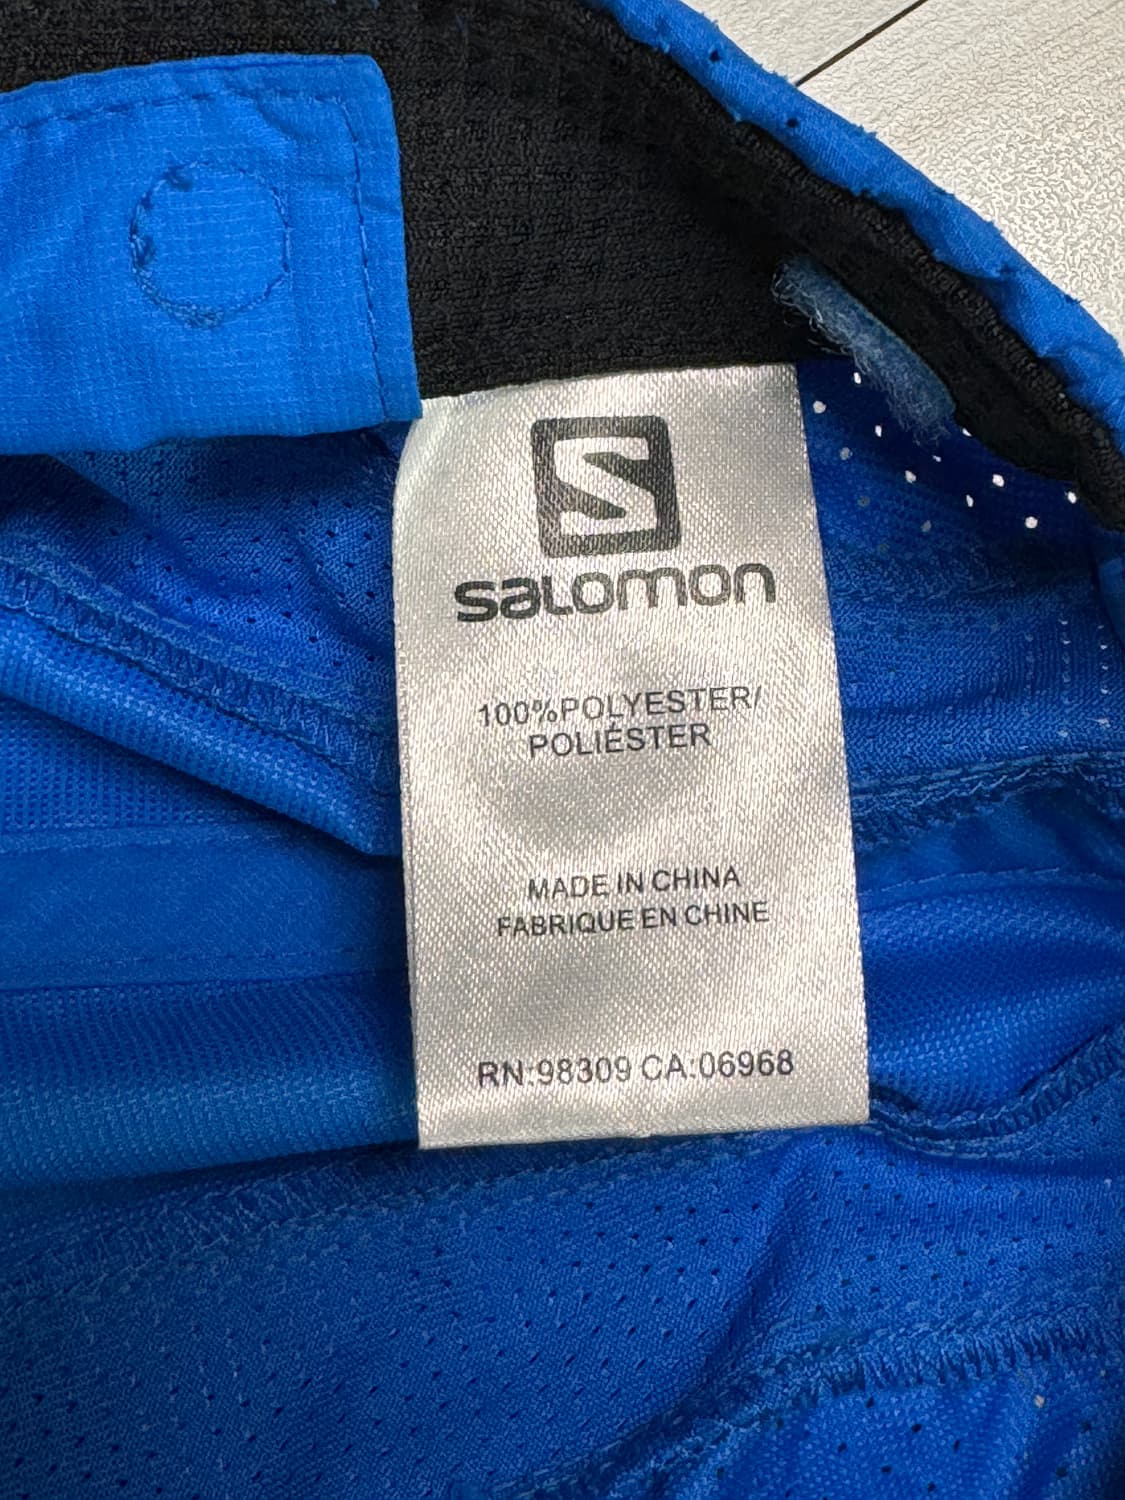 S
salomon
100%POLYESTER/
POLIÉSTER
MADE IN CHINA
FABRIQUE EN CHINE
RN:98309 CA:06968